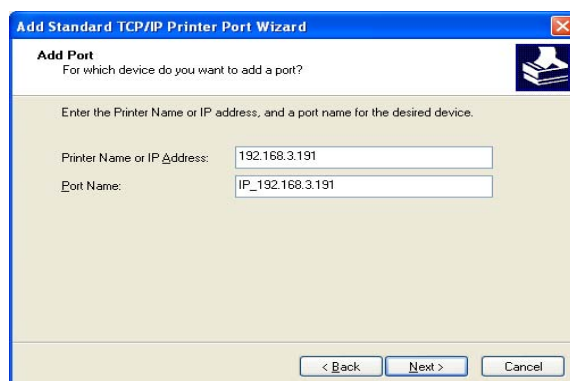 Add Standard TCP/IP Printer Port Wizard
Add Port
For which device do you want to add a port?
Enter the Printer Name or IP address, and a port name for the desired device.
Printer Name or IP Address: 192.168.3.191
Port Name: IP_192.168.3.191
< Back Next > Cancel